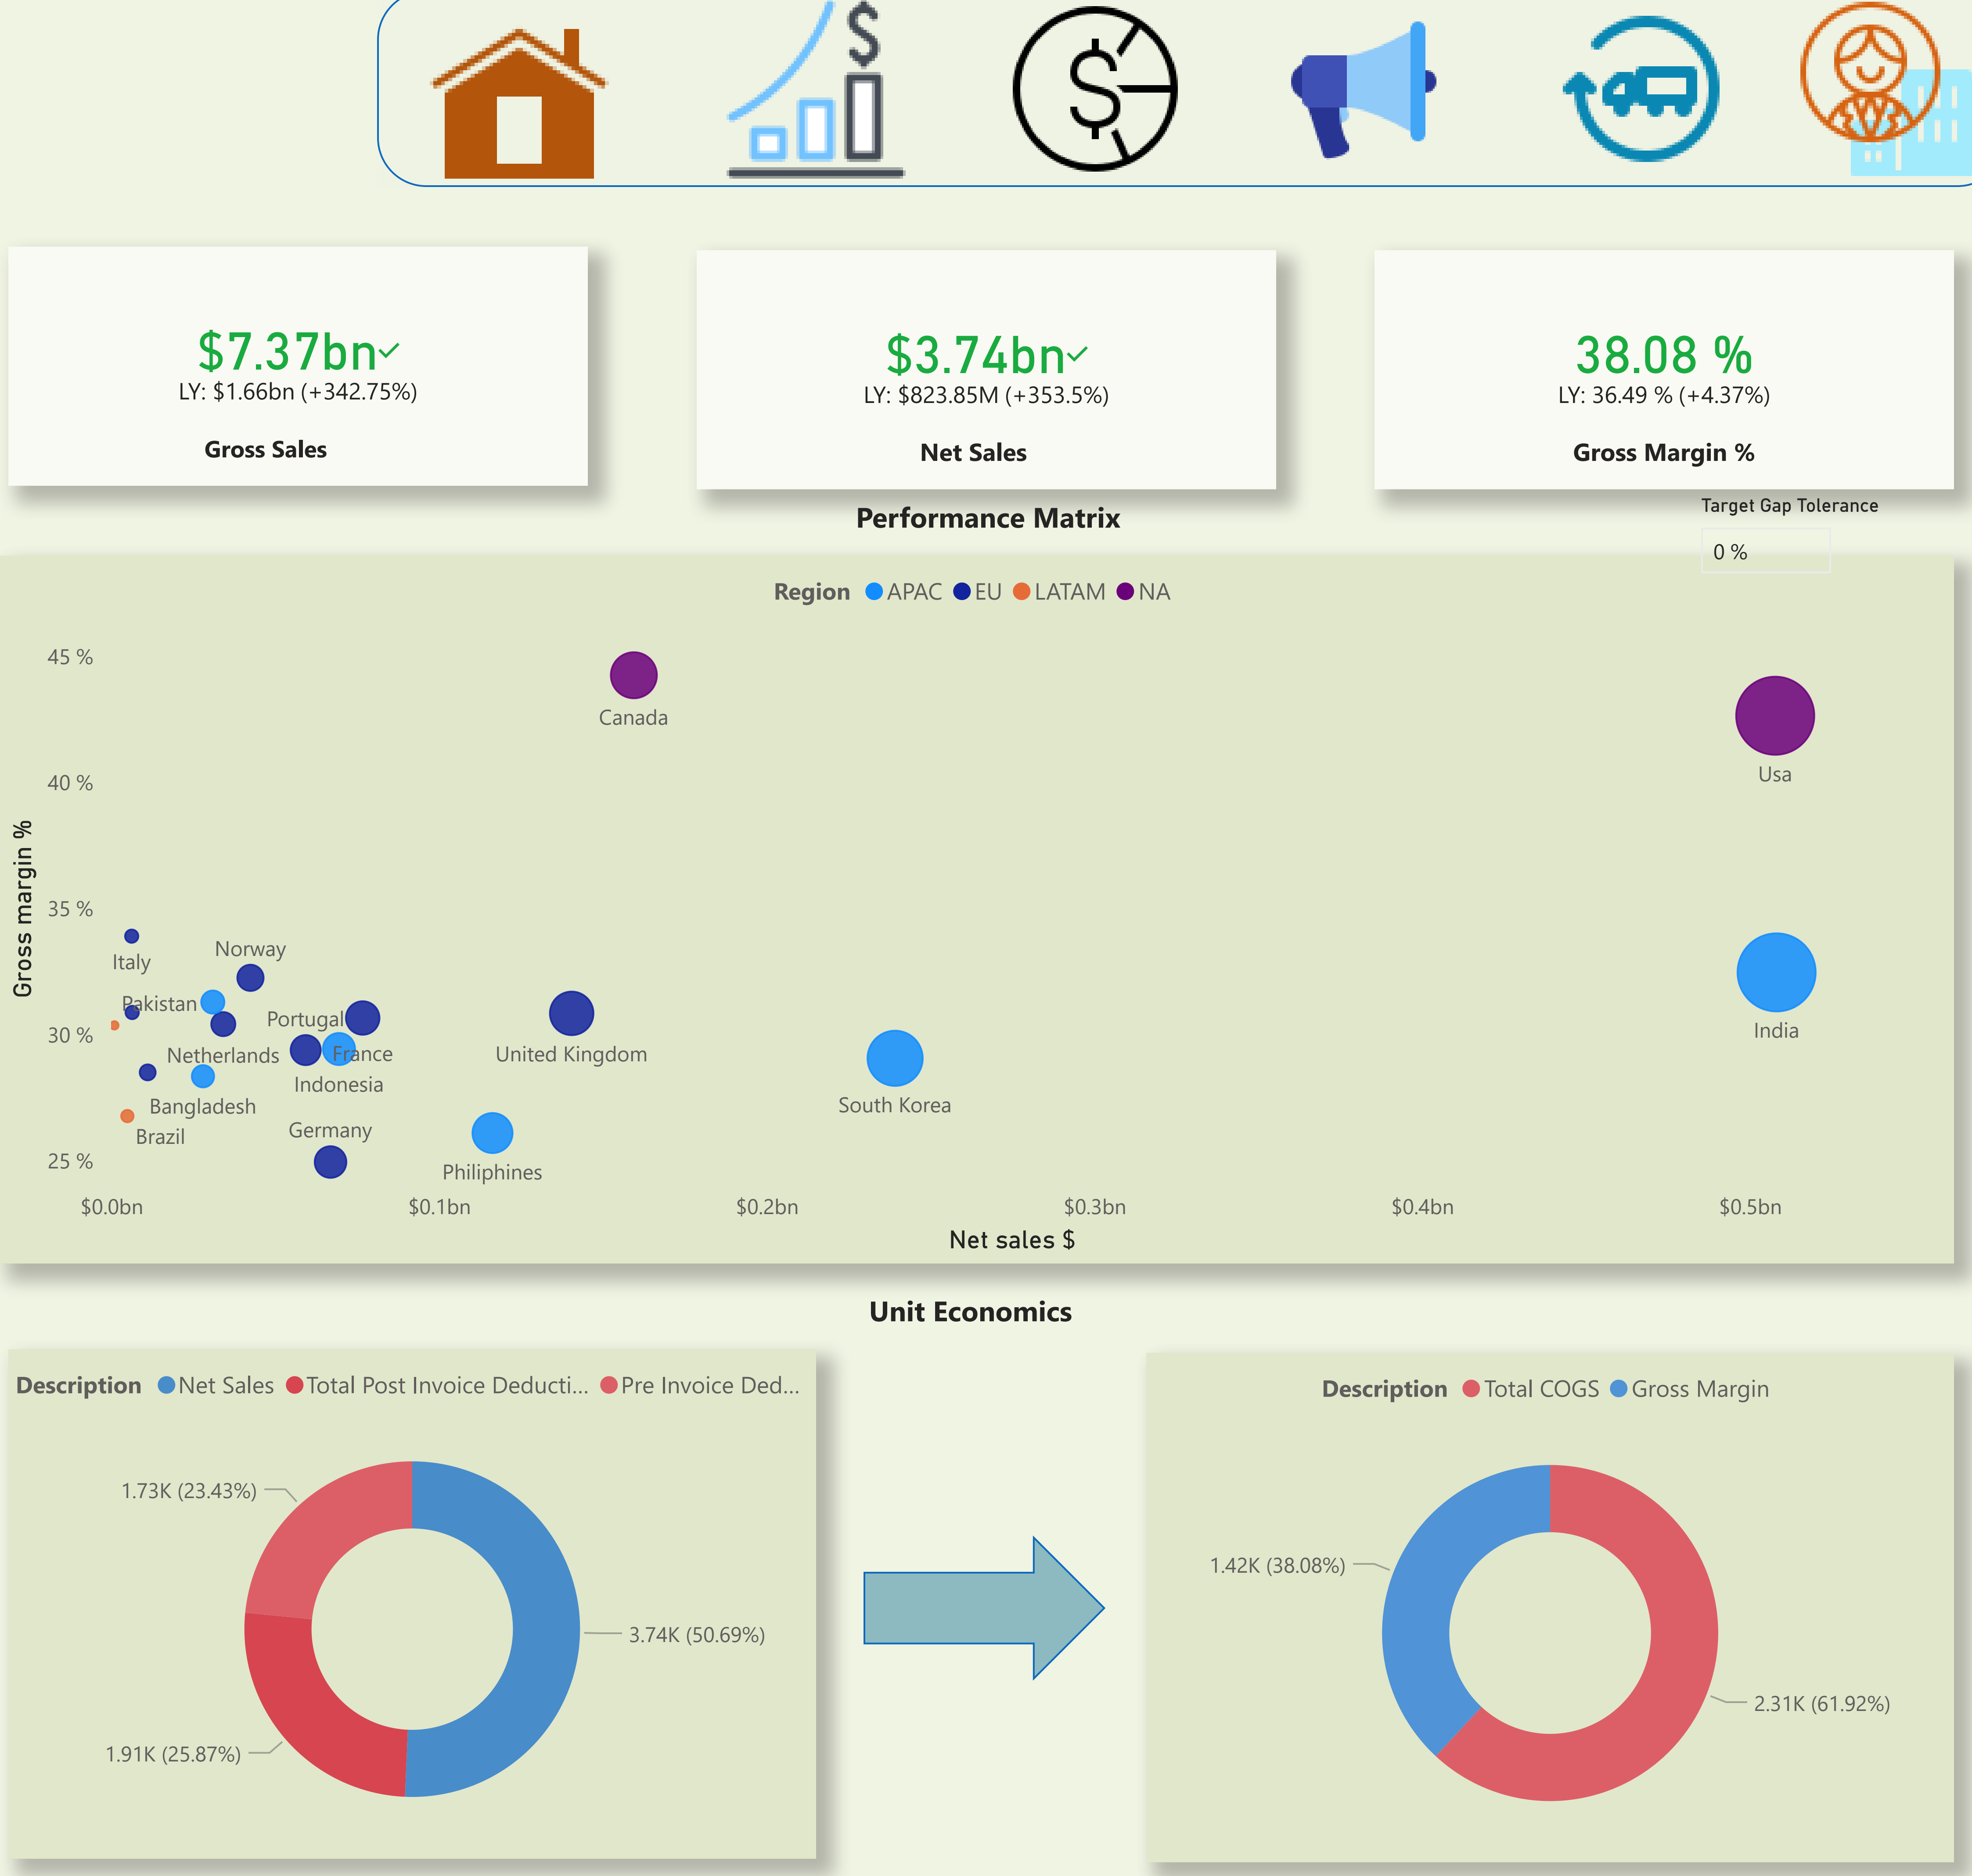 $7.37bn
LY: $1.66bn (+342.75%)
Gross Sales
$3.74bn
LY: $823.85M (+353.5%)
Net Sales
38.08 %
LY: 36.49 % (+4.37%)
Gross Margin %
Performance Matrix
Target Gap Tolerance
0 %
Region APAC EU LATAM NA
Gross margin %
45 %
40 %
35 %
30 %
25 %
Canada
Usa
Italy
Norway
Pakistan
Portugal
Netherlands
France
Indonesia
United Kingdom
India
Bangladesh
South Korea
Brazil
Germany
Philiphines
$0.0bn $0.1bn $0.2bn $0.3bn $0.4bn $0.5bn
Net sales $
Unit Economics
Description Net Sales Total Post Invoice Deducti... Pre Invoice Ded...
1.73K (23.43%)
3.74K (50.69%)
1.91K (25.87%)
Description Total COGS Gross Margin
1.42K (38.08%)
2.31K (61.92%)